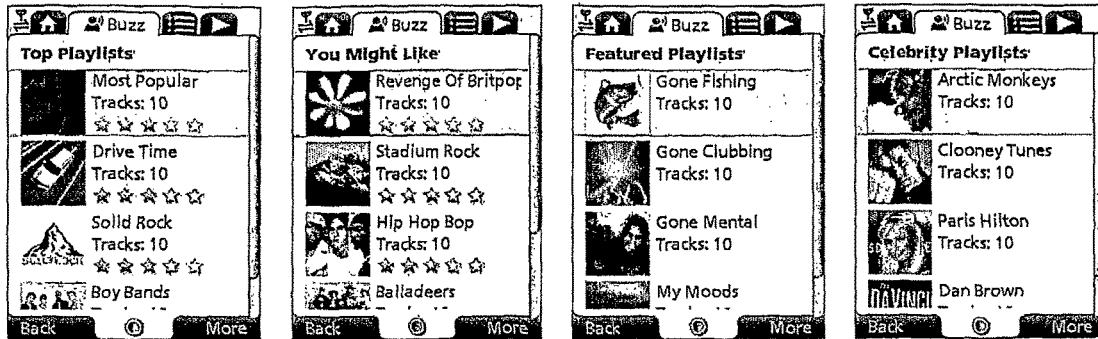 Buzz
Top Playlists
Most Popular
Tracks: 10
Drive Time
Tracks: 10
Solid Rock
Tracks: 10
Boy Bands
Back
More
Buzz
You Might Like
Revenge Of Britpop
Tracks: 10
Stadium Rock
Tracks: 10
Hip Hop Bop
Tracks: 10
Balladeers
Back
More
Buzz
Featured Playlists
Gone Fishing
Tracks: 10
Gone Clubbing
Tracks: 10
Gone Mental
Tracks: 10
My Moods
Back
More
Buzz
Celebrity Playlists
Arctic Monkeys
Tracks: 10
Clooney Tunes
Tracks: 10
Paris Hilton
Tracks: 10
Dan Brown
DAVINCI
Back
More